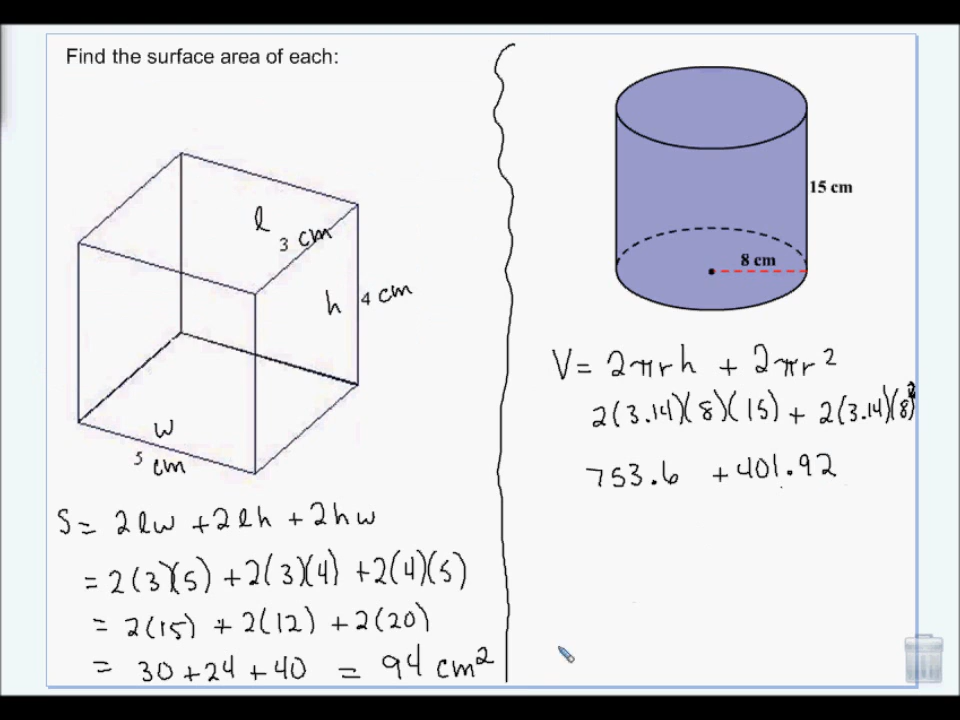 Find the surface area of each:
l
3 cm
h 4 cm
w
5 cm
S = 2lw + 2lh + 2hw
= 2(3)(5) + 2(3)(4) + 2(4)(5)
= 2(15) + 2(12) + 2(20)
= 30 + 24 + 40 = 94 cm²
15 cm
8 cm
V = 2πrh + 2πr²
2(3.14)(8)(15) + 2(3.14)(8)²
753.6 + 401.92